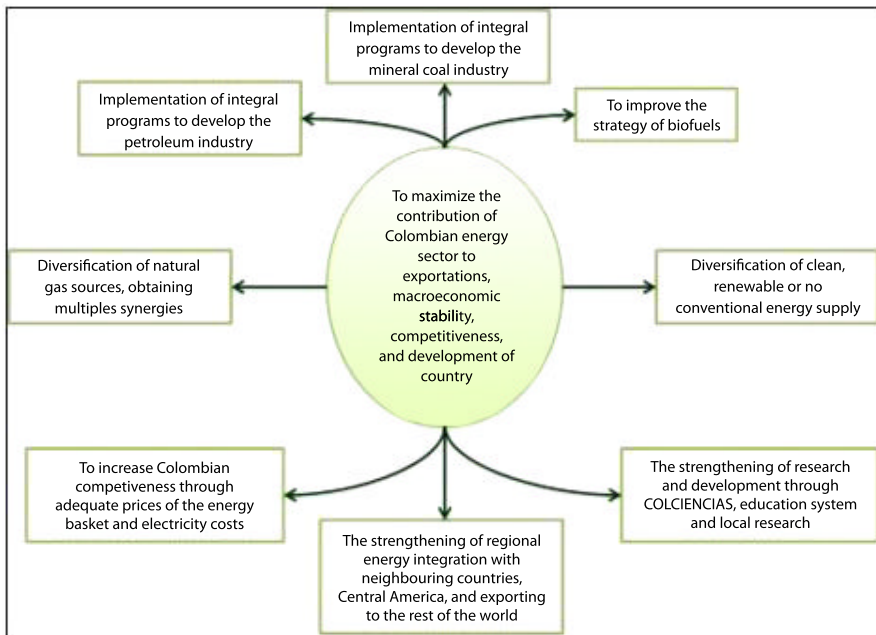 Implementation of integral
programs to develop the
mineral coal industry
Implementation of integral
programs to develop the
petroleum industry
To improve the
strategy of biofuels
To maximize the
contribution of
Colombian energy
sector to
exportations,
macroeconomic
stability,
competitiveness,
and development of
country
Diversification of natural
gas sources, obtaining
multiples synergies
Diversification of clean,
renewable or no
conventional energy supply
To increase Colombian
competiveness through
adequate prices of the energy
basket and electricity costs
The strengthening of regional
energy integration with
neighbouring countries,
Central America, and exporting
to the rest of the world
The strengthening of research
and development through
COLCIENCIAS, education system
and local research